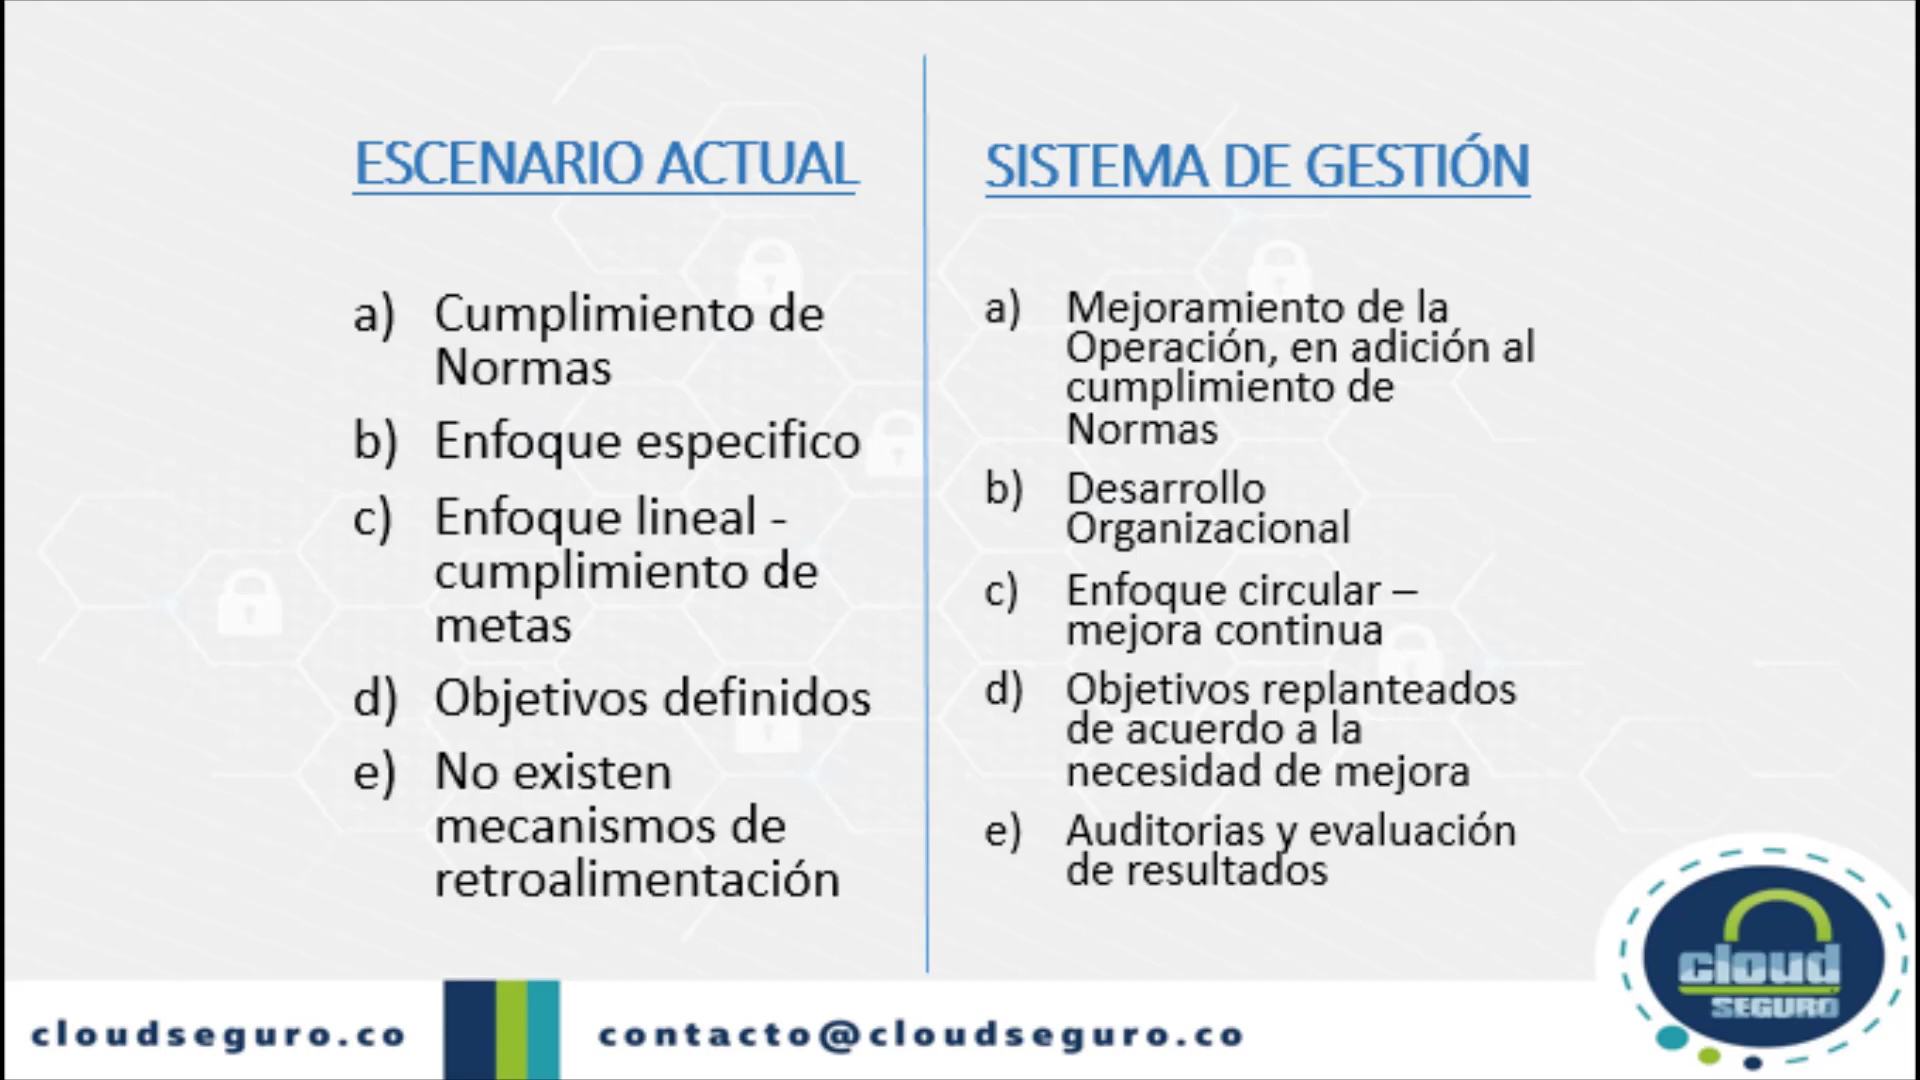 ESCENARIO ACTUAL
a) Cumplimiento de
Normas
b) Enfoque especifico
c) Enfoque lineal -
cumplimiento de
metas
d) Objetivos definidos
e) No existen
mecanismos de
retroalimentación
SISTEMA DE GESTIÓN
a) Mejoramiento de la
Operación, en adición al
cumplimiento de
Normas
b) Desarrollo
Organizacional
c) Enfoque circular –
mejora continua
d) Objetivos replanteados
de acuerdo a la
necesidad de mejora
e) Auditorias y evaluación
de resultados
cloud
SEGURO
cloudseguro.co
contacto@cloudseguro.co